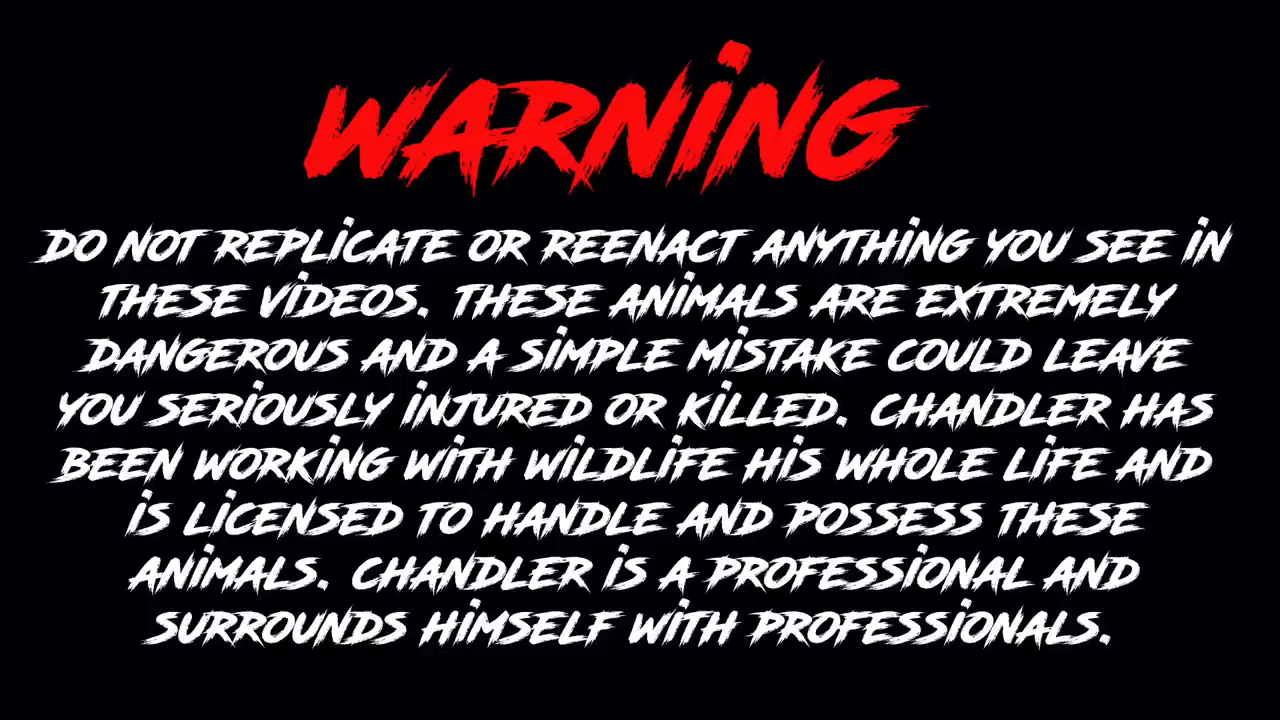 WARNING
DO NOT REPLICATE OR REENACT ANYTHING YOU SEE IN
THESE VIDEOS. THESE ANIMALS ARE EXTREMELY
DANGEROUS AND A SIMPLE MISTAKE COULD LEAVE
YOU SERIOUSLY INJURED OR KILLED. CHANDLER HAS
BEEN WORKING WITH WILDLIFE HIS WHOLE LIFE AND
IS LICENSED TO HANDLE AND POSSESS THESE
ANIMALS. CHANDLER IS A PROFESSIONAL AND
SURROUNDS HIMSELF WITH PROFESSIONALS.